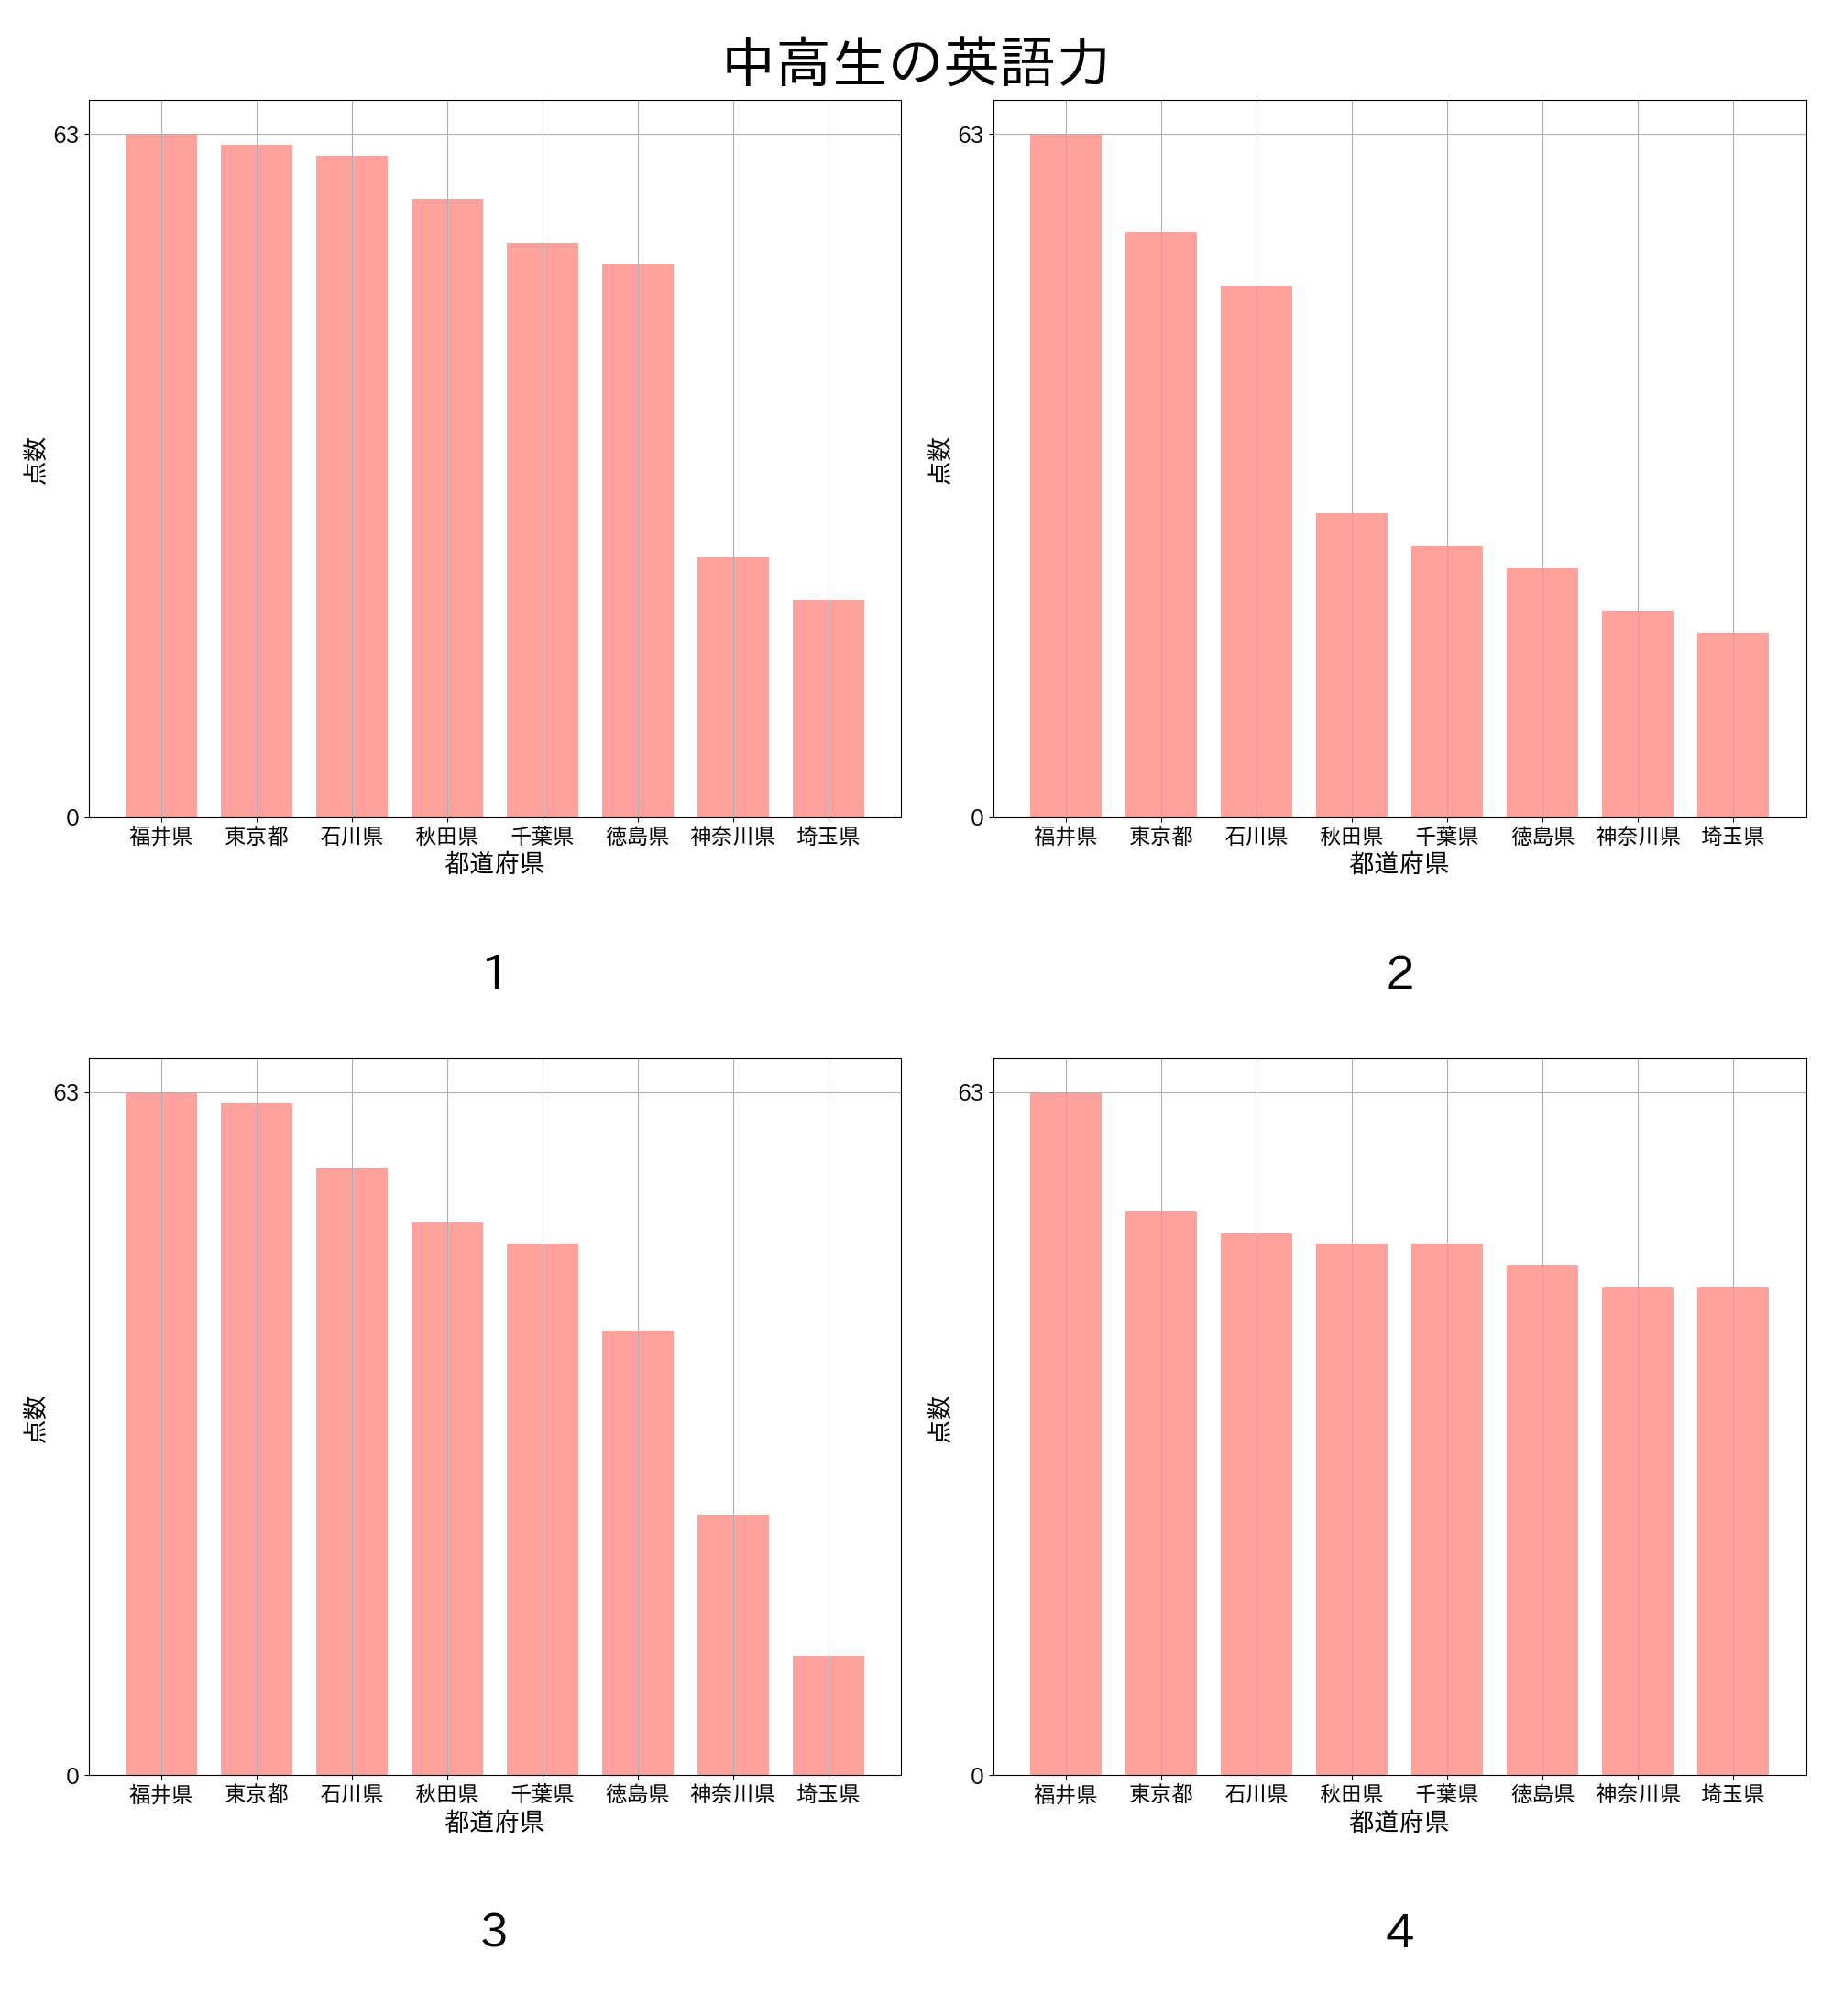 中高生の英語力
63
0
点数
福井県 東京都 石川県 秋田県 千葉県 徳島県 神奈川県 埼玉県
都道府県
1
63
0
点数
福井県 東京都 石川県 秋田県 千葉県 徳島県 神奈川県 埼玉県
都道府県
2
63
0
点数
福井県 東京都 石川県 秋田県 千葉県 徳島県 神奈川県 埼玉県
都道府県
3
63
0
点数
福井県 東京都 石川県 秋田県 千葉県 徳島県 神奈川県 埼玉県
都道府県
4